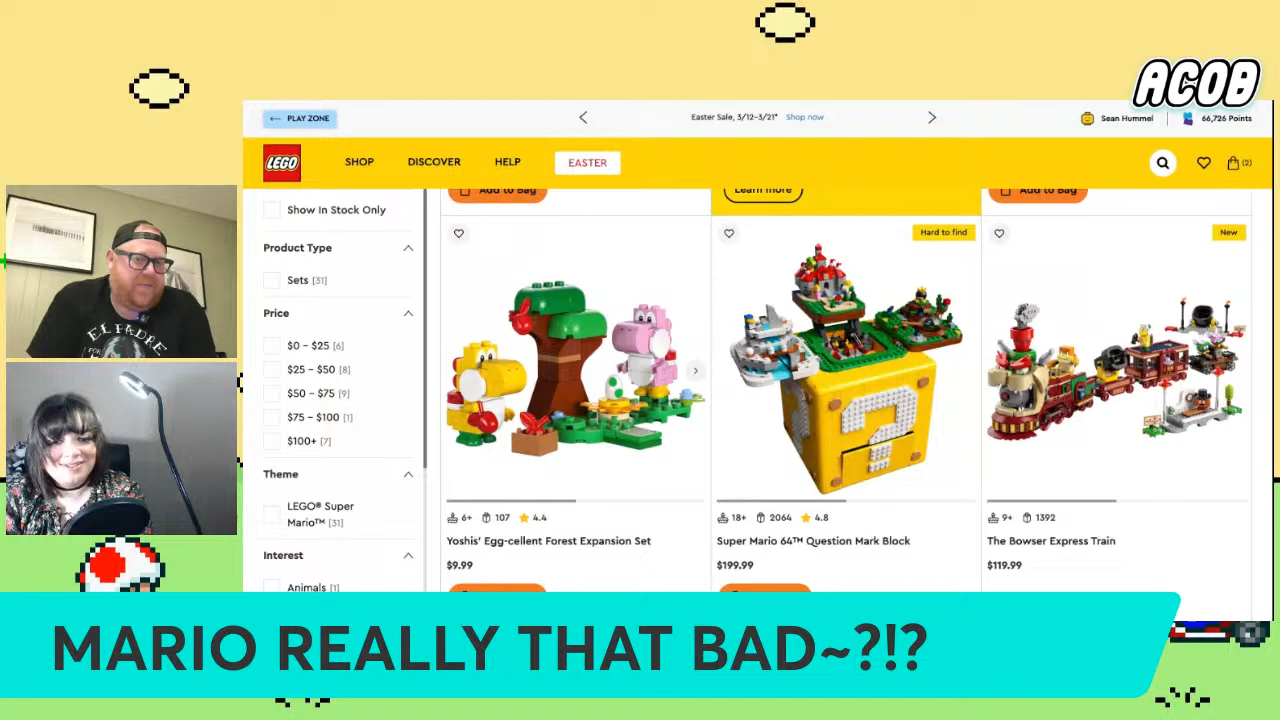 ACOB
PLAY ZONE
Easter Sale, 3/12-3/21* Shop now
Sean Hummel
66,726 Points
LEGO
SHOP
DISCOVER
HELP
EASTER
(2)
Show In Stock Only
Product Type
Sets [31]
Price
$0 – $25 [6]
$25 – $50 [8]
$50 – $75 [9]
$75 – $100 [1]
$100+ [7]
Theme
LEGO® Super
Mario™ [31]
Interest
Animals [1]
Add to Bag
Learn more
Add to Bag
Hard to find
New
6+ 107 4.4
Yoshis' Egg-cellent Forest Expansion Set
$9.99
18+ 2064 4.8
Super Mario 64™ Question Mark Block
$199.99
9+ 1392
The Bowser Express Train
$119.99
EL PADRE
MARIO REALLY THAT BAD~?!?